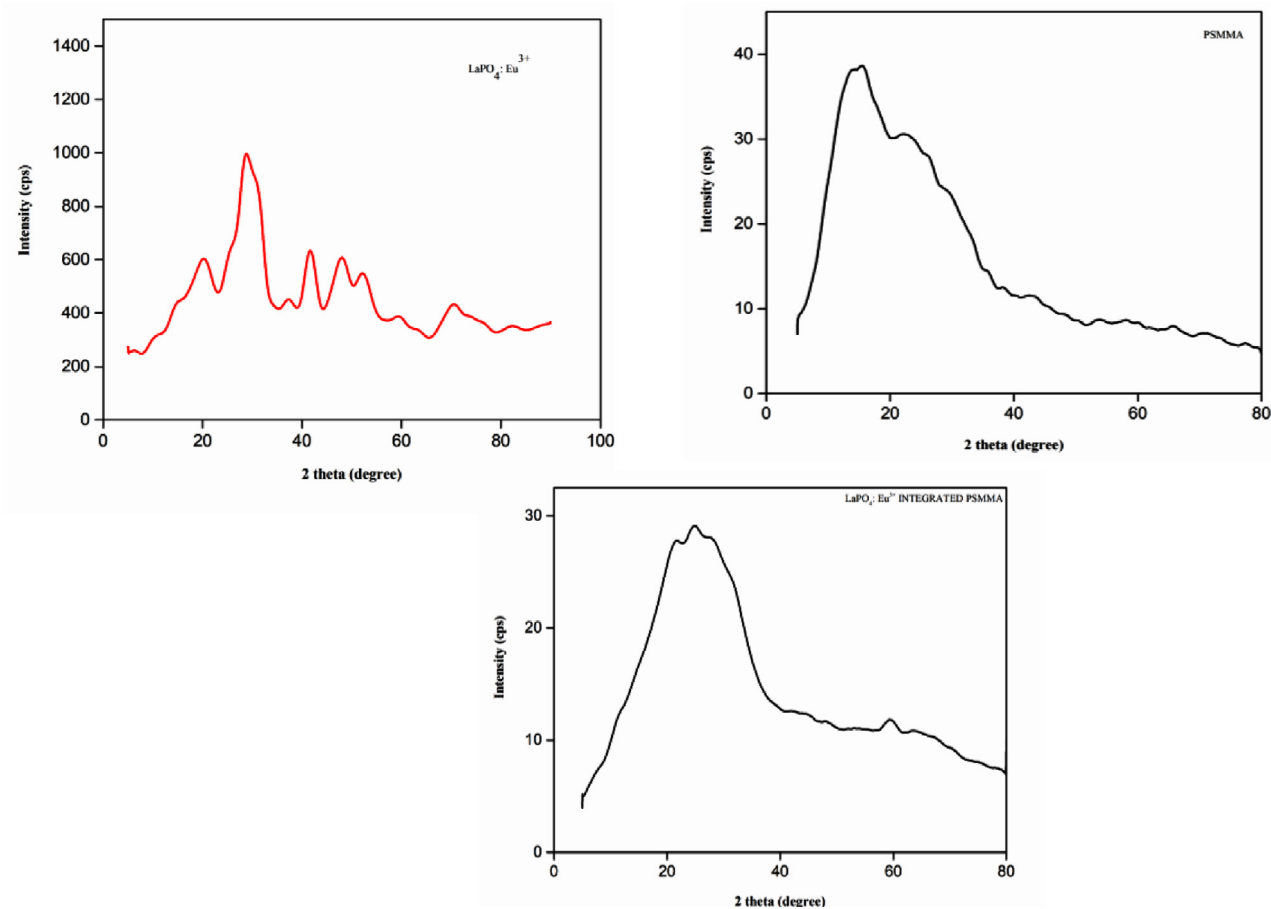 LaPO4: Eu3+
Intensity (cps)
1400
1200
1000
800
600
400
200
0
0 20 40 60 80 100
2 theta (degree)
PSMMA
Intensity (cps)
40
30
20
10
0
0 20 40 60 80
2 theta (degree)
LaPO4: Eu3+ INTEGRATED PSMMA
Intensity (cps)
30
20
10
0
0 20 40 60 80
2 theta (degree)